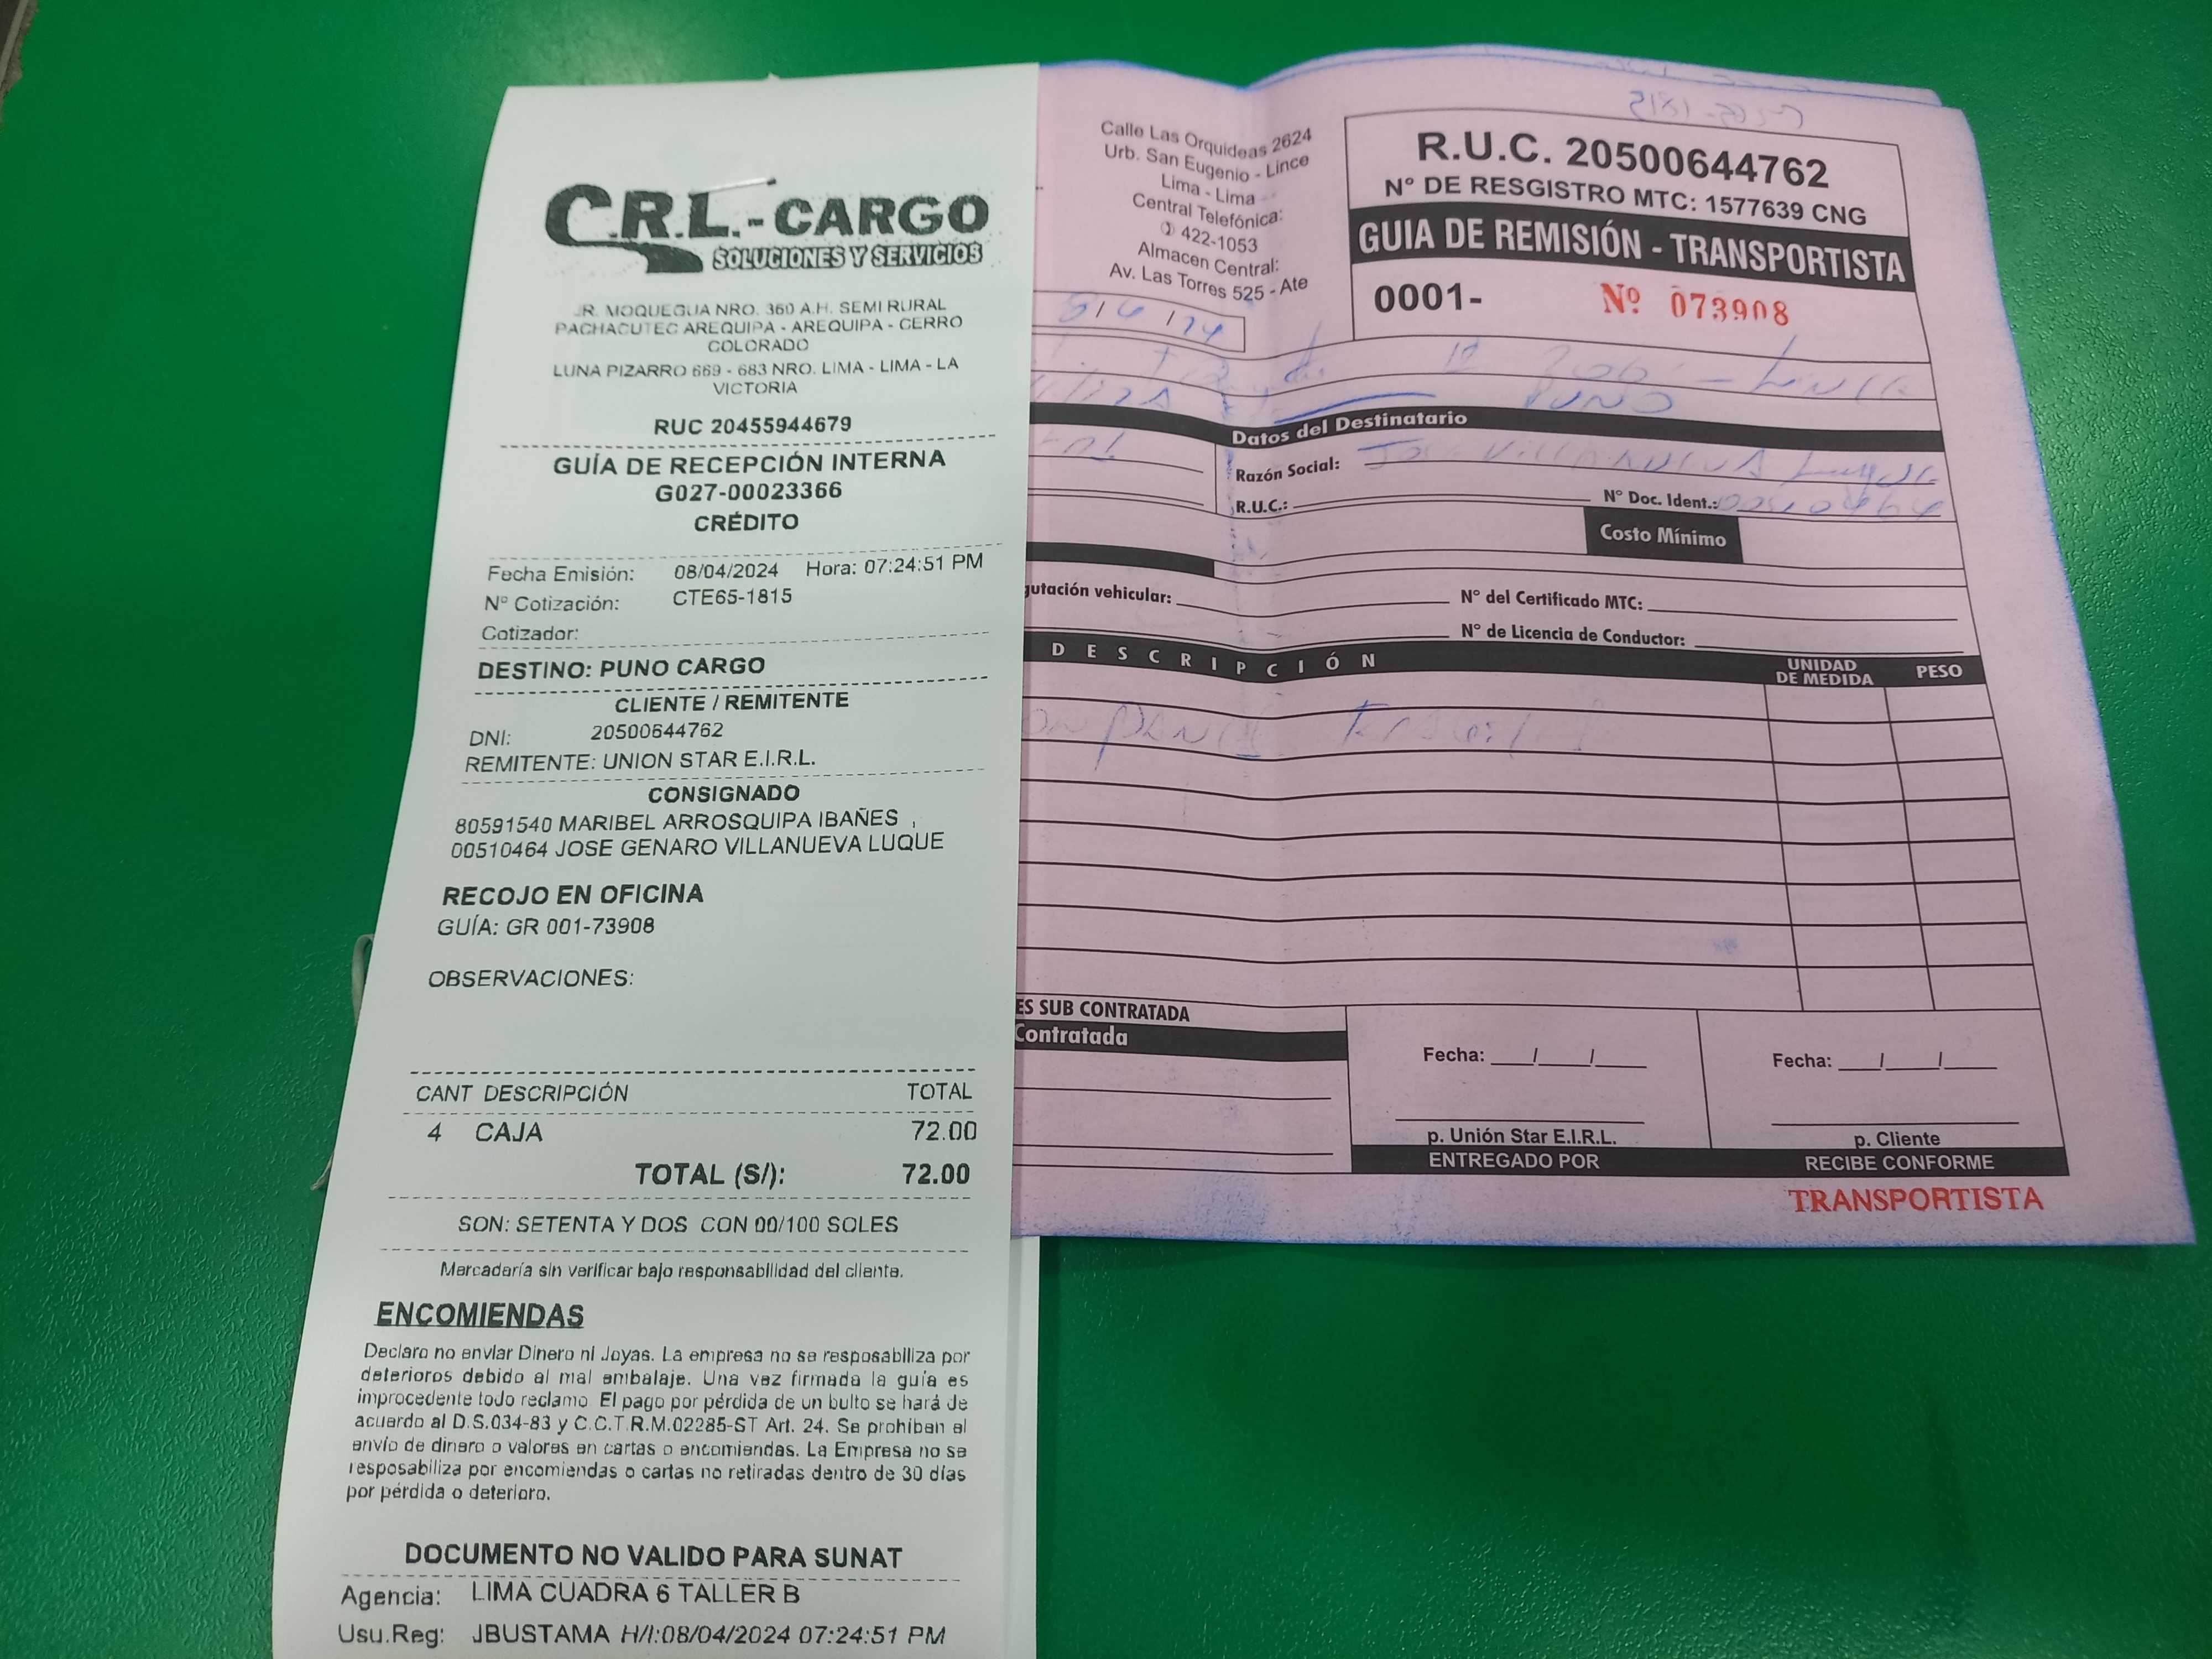 C.R.L.-CARGO
SOLUCIONES Y SERVICIOS
JR. MOQUEGUA NRO. 360 A.H. SEMI RURAL
PACHACUTEC AREQUIPA - AREQUIPA - CERRO
COLORADO
LUNA PIZARRO 669 - 683 NRO. LIMA - LIMA - LA
VICTORIA
RUC 20455944679
GUÍA DE RECEPCIÓN INTERNA
G027-00023366
CRÉDITO
Fecha Emisión: 08/04/2024 Hora: 07:24:51 PM
N° Cotización: CTE65-1815
Cotizador:
DESTINO: PUNO CARGO
CLIENTE / REMITENTE
DNI: 20500644762
REMITENTE: UNION STAR E.I.R.L.
CONSIGNADO
80591540 MARIBEL ARROSQUIPA IBAÑES ,
00510464 JOSE GENARO VILLANUEVA LUQUE
RECOJO EN OFICINA
GUÍA: GR 001-73908
OBSERVACIONES:
CANT DESCRIPCIÓN TOTAL
4 CAJA 72.00
TOTAL (S/): 72.00
SON: SETENTA Y DOS CON 00/100 SOLES
Mercadería sin verificar bajo responsabilidad del cliente.
ENCOMIENDAS
Declaro no enviar Dinero ni Joyas. La empresa no se resposabiliza por
deterioros debido al mal embalaje. Una vez firmada la guía es
improcedente todo reclamo El pago por pérdida de un bulto se hará de
acuerdo al D.S.034-83 y C.C.T.R.M.02285-ST Art. 24. Se prohiben el
envío de dinero o valores en cartas o encomiendas. La Empresa no se
resposabiliza por encomiendas o cartas no retiradas dentro de 30 días
por pérdida o deterioro.
DOCUMENTO NO VALIDO PARA SUNAT
Agencia: LIMA CUADRA 6 TALLER B
Usu.Reg: JBUSTAMA H/I:08/04/2024 07:24:51 PM
Calle Las Orquideas 2624
Urb. San Eugenio - Lince
Lima - Lima
Central Telefónica:
422-1053
Almacen Central:
Av. Las Torres 525 - Ate
R.U.C. 20500644762
N° DE RESGISTRO MTC: 1577639 CNG
GUIA DE REMISIÓN - TRANSPORTISTA
0001- Nº 073908
PUNO
Datos del Destinatario
Razón Social: VILLANUEVA
R.U.C.: N° Doc. Ident.: 00510464
Costo Mínimo
gutación vehicular: N° del Certificado MTC:
N° de Licencia de Conductor:
DESCRIPCIÓN UNIDAD DE MEDIDA PESO
ES SUB CONTRATADA
Contratada
Fecha: / /
p. Unión Star E.I.R.L.
ENTREGADO POR
Fecha: / /
p. Cliente
RECIBE CONFORME
TRANSPORTISTA